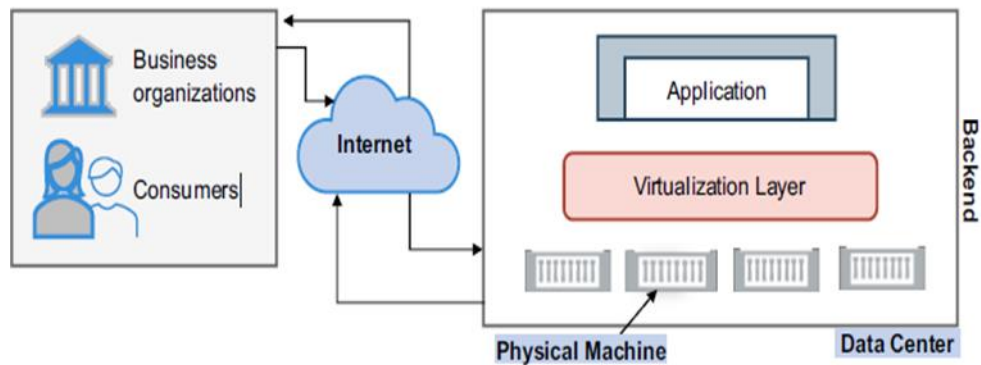 Business
organizations
Consumers
Internet
Application
Virtualization Layer
Backend
Physical Machine
Data Center